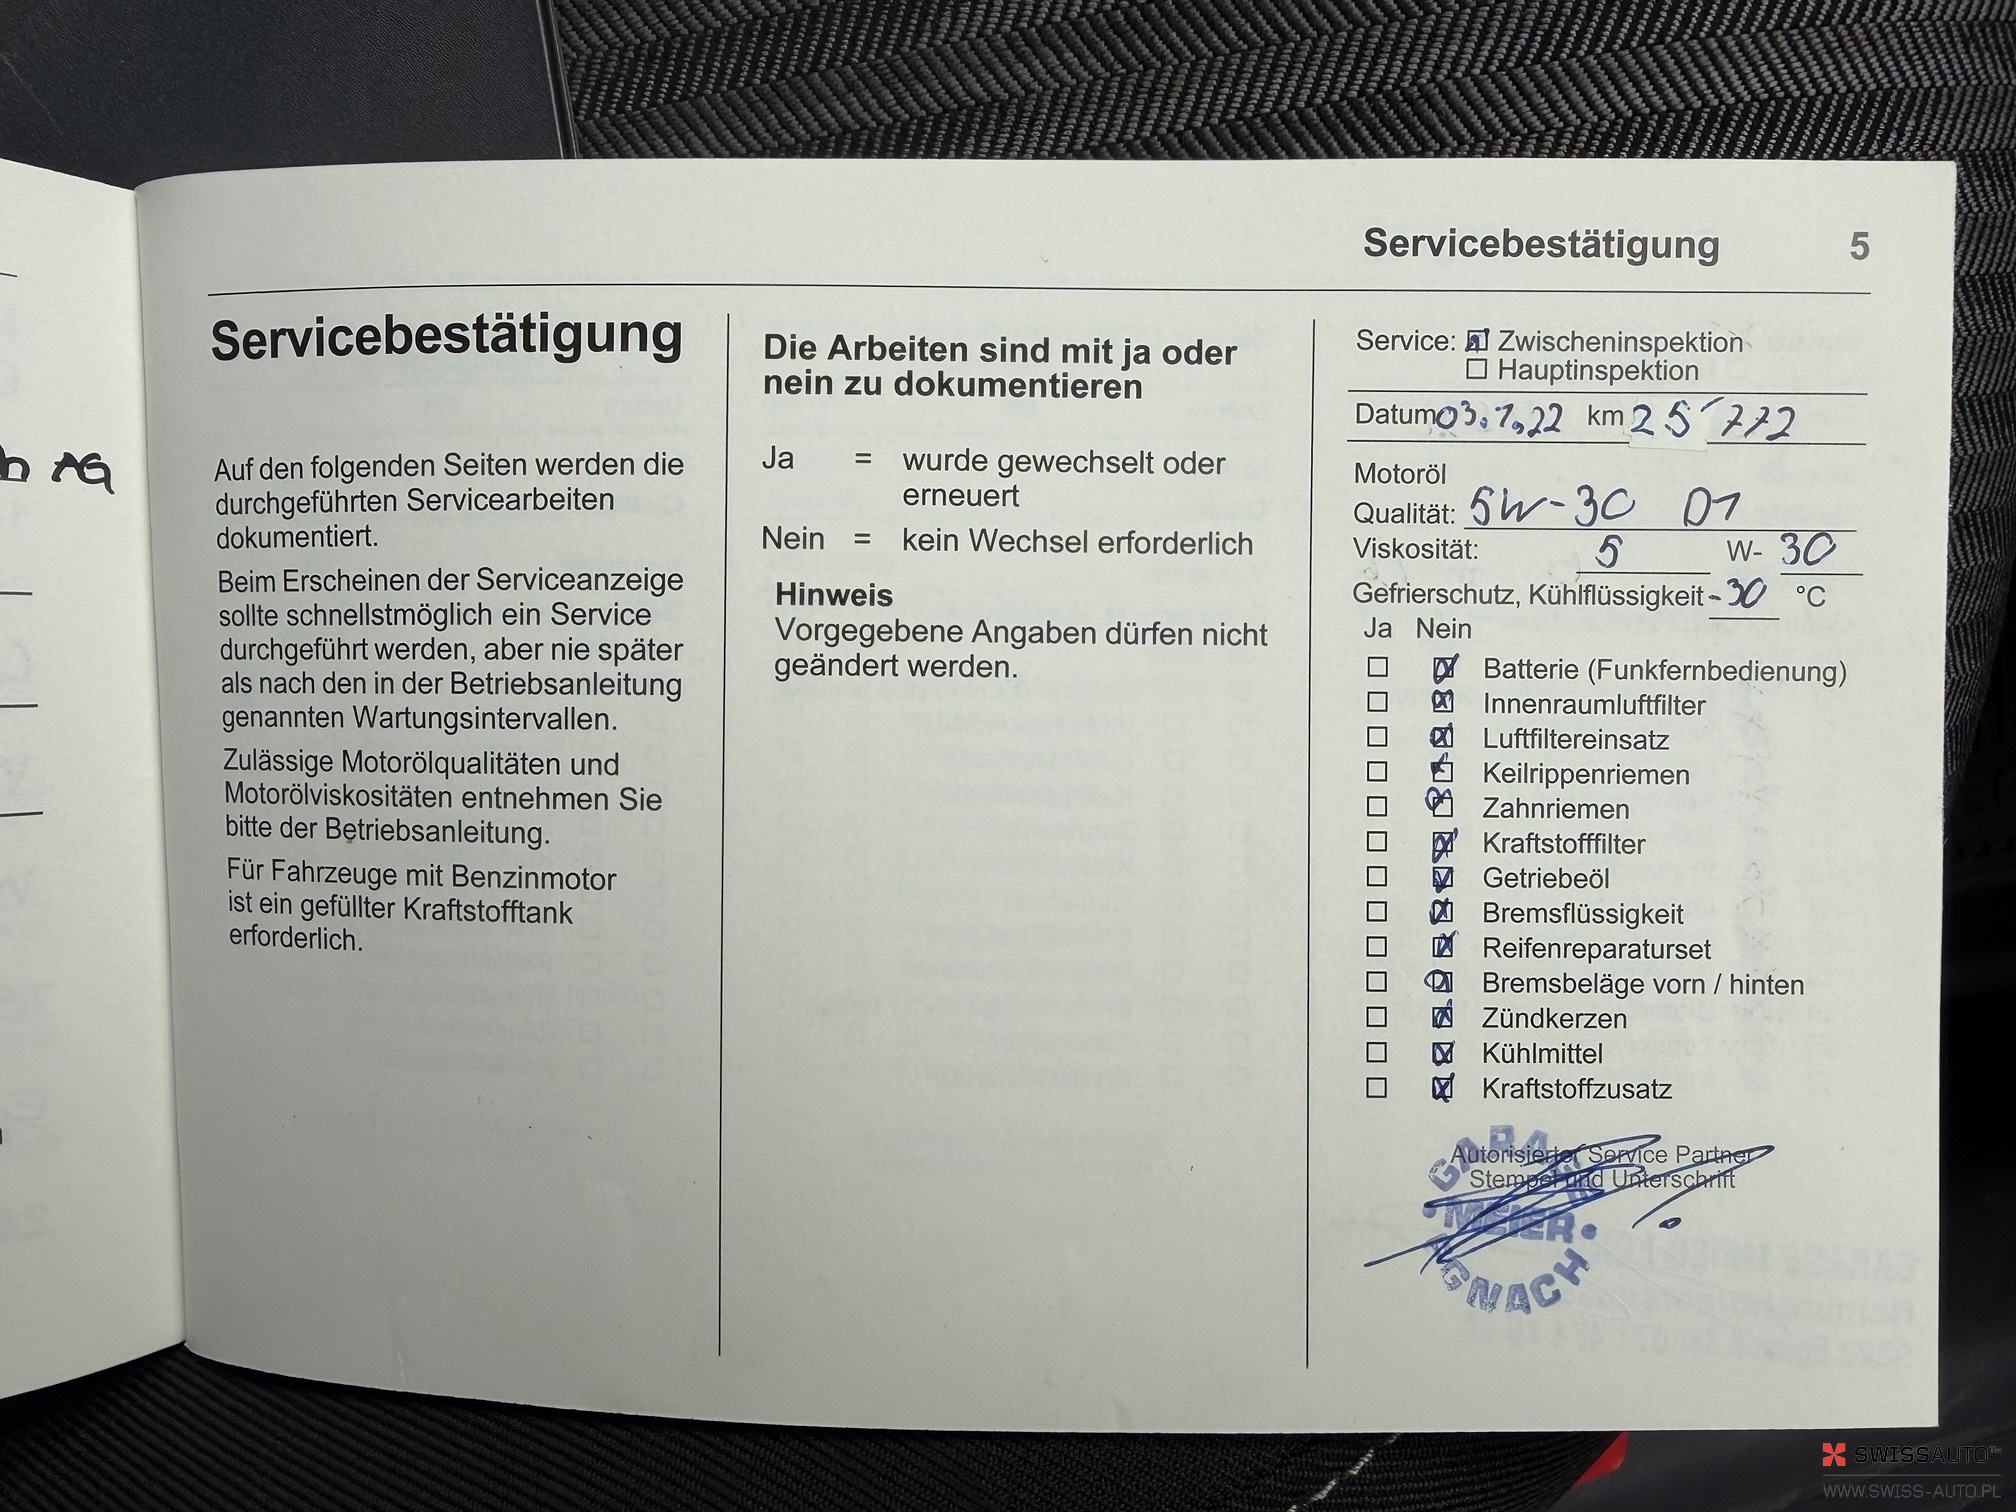 AG
Servicebestätigung 5
Servicebestätigung
Auf den folgenden Seiten werden die
durchgeführten Servicearbeiten
dokumentiert.
Beim Erscheinen der Serviceanzeige
sollte schnellstmöglich ein Service
durchgeführt werden, aber nie später
als nach den in der Betriebsanleitung
genannten Wartungsintervallen.
Zulässige Motorölqualitäten und
Motorölviskositäten entnehmen Sie
bitte der Betriebsanleitung.
Für Fahrzeuge mit Benzinmotor
ist ein gefüllter Kraftstofftank
erforderlich.
Die Arbeiten sind mit ja oder
nein zu dokumentieren
Ja = wurde gewechselt oder
erneuert
Nein = kein Wechsel erforderlich
Hinweis
Vorgegebene Angaben dürfen nicht
geändert werden.
Service: Zwischeninspektion
Hauptinspektion
Datum 03.1.22 km 25'772
Motoröl
Qualität: 5W-30 D1
Viskosität: 5 W- 30
Gefrierschutz, Kühlflüssigkeit -30 °C
Ja Nein
Batterie (Funkfernbedienung)
Innenraumluftfilter
Luftfiltereinsatz
Keilrippenriemen
Zahnriemen
Kraftstofffilter
Getriebeöl
Bremsflüssigkeit
Reifenreparaturset
Bremsbeläge vorn / hinten
Zündkerzen
Kühlmittel
Kraftstoffzusatz
Autorisierter Service Partner
Stempel und Unterschrift
MEIER
SWISSAUTO™
WWW.SWISS-AUTO.PL